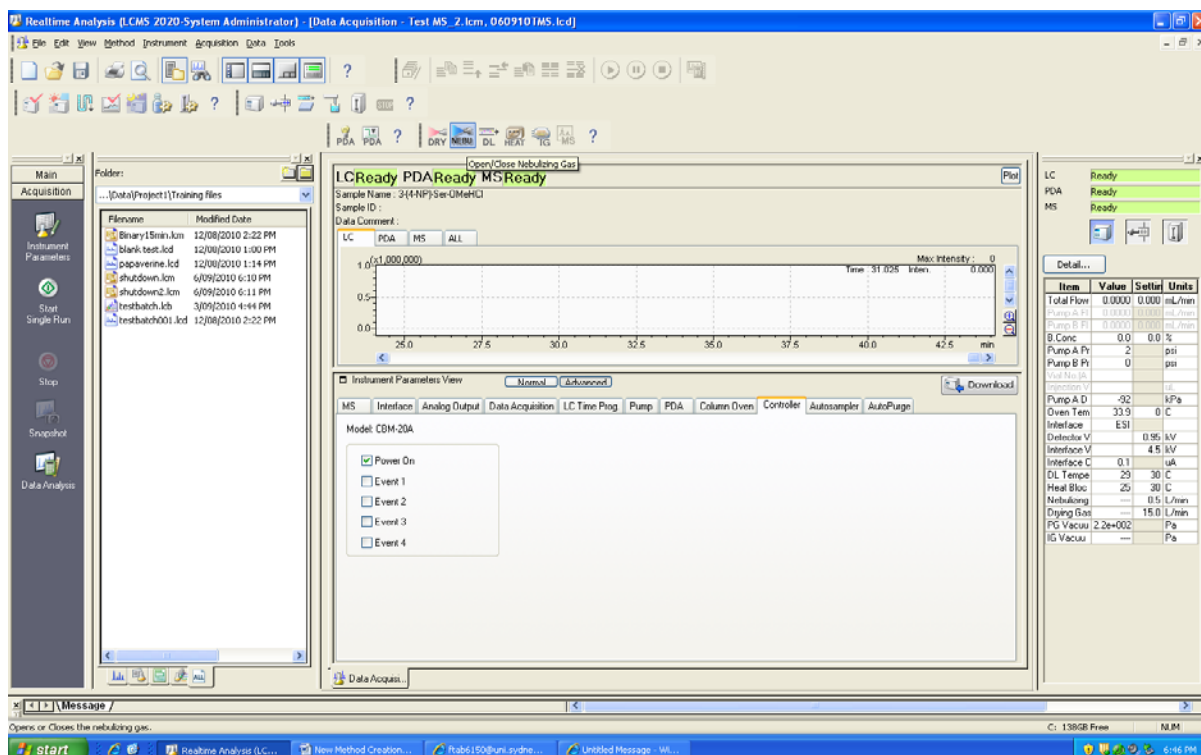 Realtime Analysis (LCMS 2020-System Administrator) - [Data Acquisition - Test MS_2.lcm, 060910TMS.lcd]
File Edit View Method Instrument Acquisition Data Tools
PDA PDA ? DRY NEBU DL HEAT IG MS ?
Open/Close Nebulizing Gas
Main
Acquisition
Instrument Parameters
Start Single Run
Stop
Snapshot
Data Analysis
Folder:
...\Data\Project1\Training files
Filename Modified Date
Binary15min.lcm 12/08/2010 2:22 PM
blank test.lcd 12/08/2010 1:00 PM
papaverine.lcd 12/08/2010 1:14 PM
shutdown.lcm 6/09/2010 6:10 PM
shutdown2.lcm 6/09/2010 6:11 PM
testbatch.lcb 3/09/2010 4:44 PM
testbatch001.lcd 12/08/2010 2:22 PM
ALL
LC Ready PDA Ready MS Ready
Plot
Sample Name : 3-(4-NP)-Ser-OMeHCl
Sample ID :
Data Comment :
LC PDA MS ALL
(x1,000,000)
Max Intensity : 0
Time 31.025 Inten. 0.000
1.0
0.5
0.0
25.0 27.5 30.0 32.5 35.0 37.5 40.0 42.5 min
Instrument Parameters View Normal Advanced Download
MS Interface Analog Output Data Acquisition LC Time Prog Pump PDA Column Oven Controller Autosampler AutoPurge
Model: CBM-20A
Power On
Event 1
Event 2
Event 3
Event 4
Data Acquisi...
LC Ready
PDA Ready
MS Ready
Detail...
Item Value Settin Units
Total Flow 0.0000 0.000 mL/min
Pump A Fl 0.0000 0.000 mL/min
Pump B Fl 0.0000 0.000 mL/min
B.Conc 0.0 0.0 %
Pump A Pr 2 psi
Pump B Pr 0 psi
Vial No.(A
Injection V uL
Pump A D -92 kPa
Oven Tem 33.9 0 C
Interface ESI
Detector V 0.95 kV
Interface V 4.5 kV
Interface C 0.1 uA
DL Tempe 29 30 C
Heat Bloc 25 30 C
Nebulizing --- 0.5 L/min
Drying Gas --- 15.0 L/min
PG Vacuu 2.2e+002 Pa
IG Vacuu --- Pa
Message
Opens or Closes the nebulizing gas.
C: 138GB Free NUM
start Realtime Analysis (LC... New Method Creation... Untitled Message - Wi... 6:46 PM